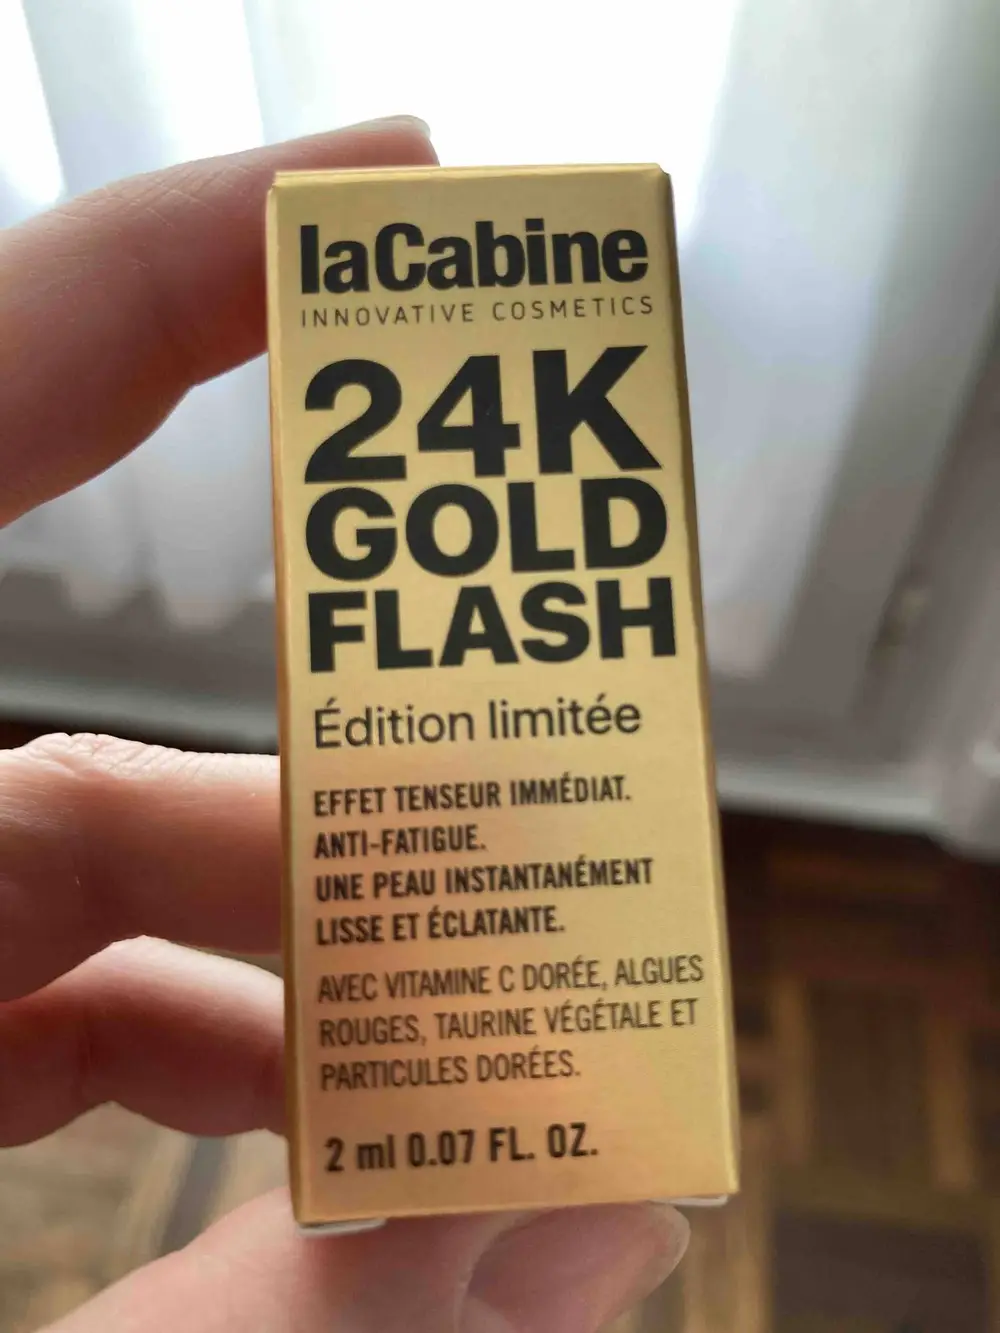 laCabine
INNOVATIVE COSMETICS
24K
GOLD
FLASH
Édition limitée
EFFET TENSEUR IMMÉDIAT.
ANTI-FATIGUE.
UNE PEAU INSTANTANÉMENT
LISSE ET ÉCLATANTE.
AVEC VITAMINE C DORÉE, ALGUES
ROUGES, TAURINE VÉGÉTALE ET
PARTICULES DORÉES.
2 ml 0.07 FL. OZ.